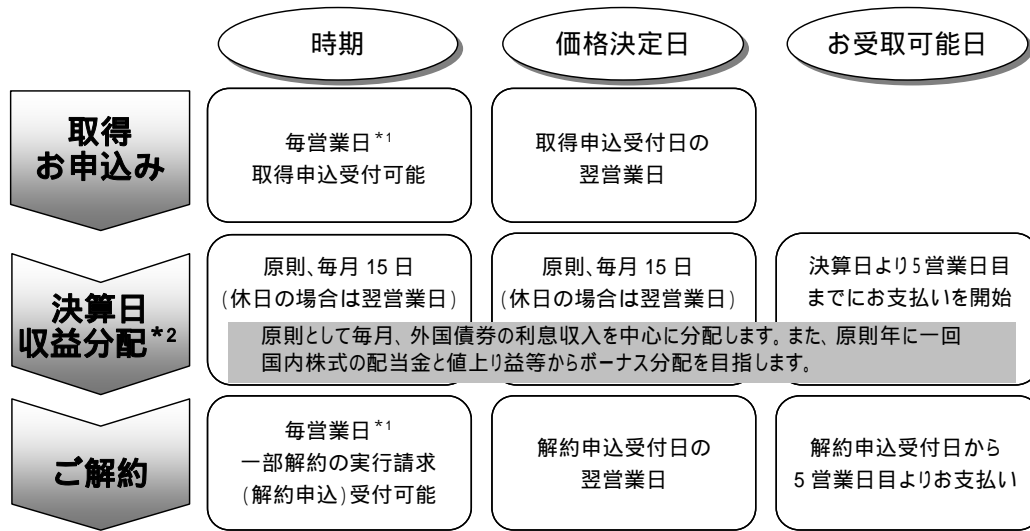 時期
価格決定日
お受取可能日
取得
お申込み
毎営業日*1
取得申込受付可能
取得申込受付日の
翌営業日
決算日
収益分配*2
原則、毎月15日
(休日の場合は翌営業日)
原則、毎月15日
(休日の場合は翌営業日)
決算日より5営業日目
までにお支払いを開始
原則として毎月、外国債券の利息収入を中心に分配します。また、原則年に一回
国内株式の配当金と値上り益等からボーナス分配を目指します。
ご解約
毎営業日*1
一部解約の実行請求
(解約申込)受付可能
解約申込受付日の
翌営業日
解約申込受付日から
5営業日目よりお支払い